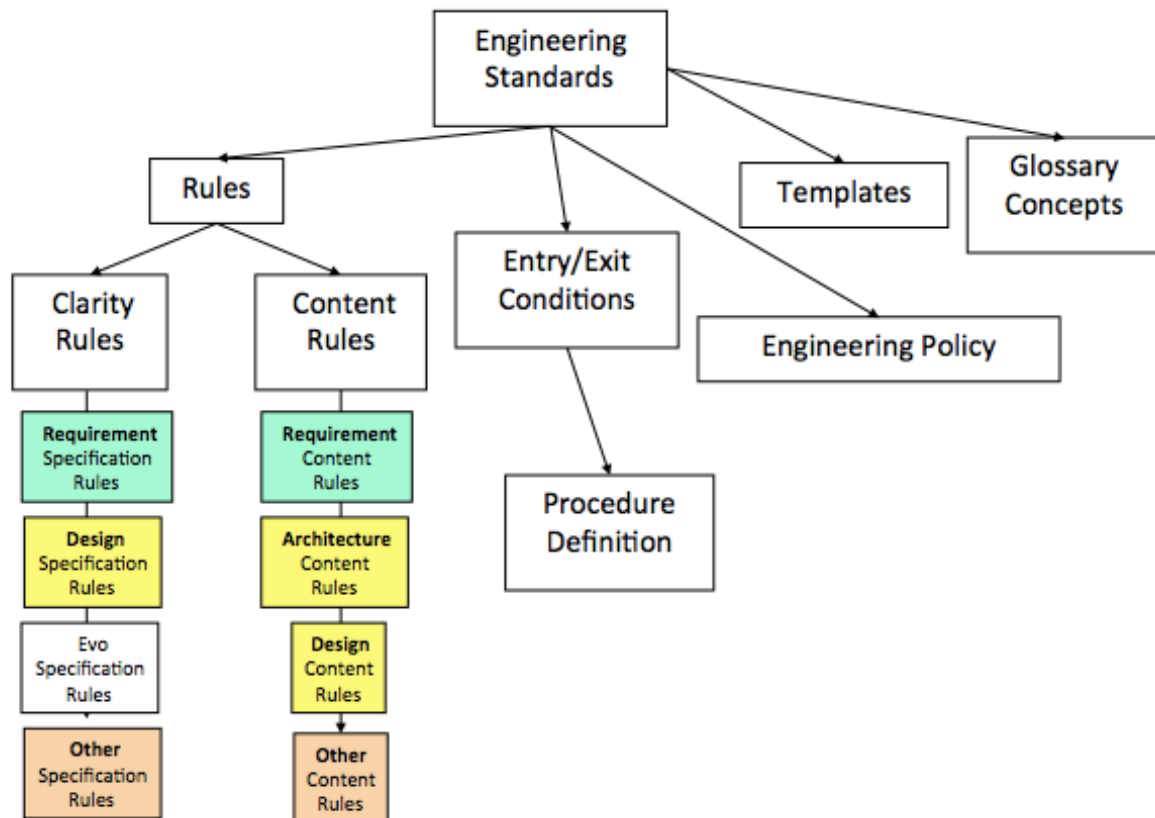 Engineering
Standards
Rules
Templates
Glossary
Concepts
Entry/Exit
Conditions
Engineering Policy
Clarity
Rules
Content
Rules
Requirement
Specification
Rules
Requirement
Content
Rules
Procedure
Definition
Design
Specification
Rules
Architecture
Content
Rules
Evo
Specification
Rules
Design
Content
Rules
Other
Specification
Rules
Other
Content
Rules